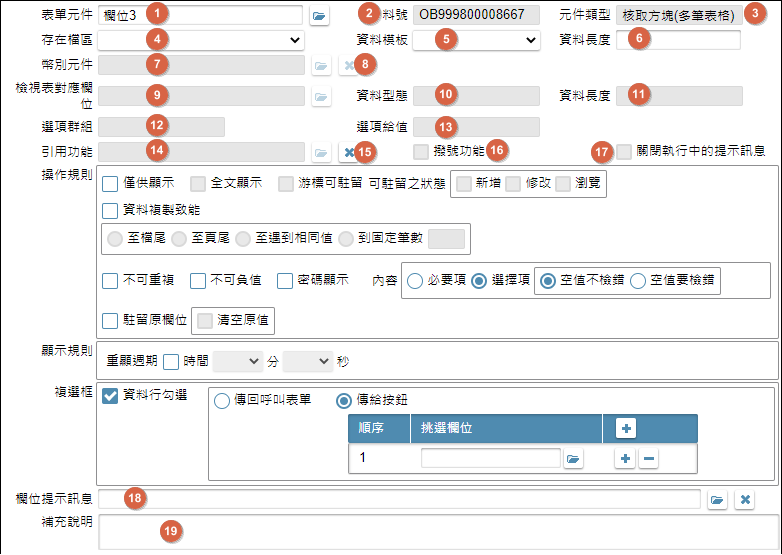 表單元件 欄位3 1 2 料號 OB999800008667 元件類型 核取方塊(多筆表格) 3
存在檔區 4 資料模板 5 資料長度 6
幣別元件 7 8
檢視表對應欄位 9 資料型態 10 資料長度 11
選項群組 12 選項給值 13
引用功能 14 15 撥號功能 16 17 關閉執行中的提示訊息
操作規則 僅供顯示 全文顯示 游標可駐留 可駐留之狀態 新增 修改 瀏覽
資料複製致能
至檔尾 至頁尾 至遇到相同值 到固定筆數
不可重複 不可負值 密碼顯示 內容 必要項 選擇項 空值不檢錯 空值要檢錯
駐留原欄位 清空原值
顯示規則 重顯週期 時間 分 秒
複選框 資料行勾選 傳回呼叫表單 傳給按鈕
順序 挑選欄位
1
欄位提示訊息 18
補充說明 19